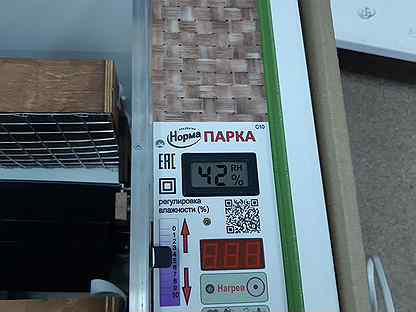 С10
Норма ПАРКА
EAC
42 RH %
регулировка
влажности (%)
0
1
2
3
4
5
6
7
8
9
10
Нагрев